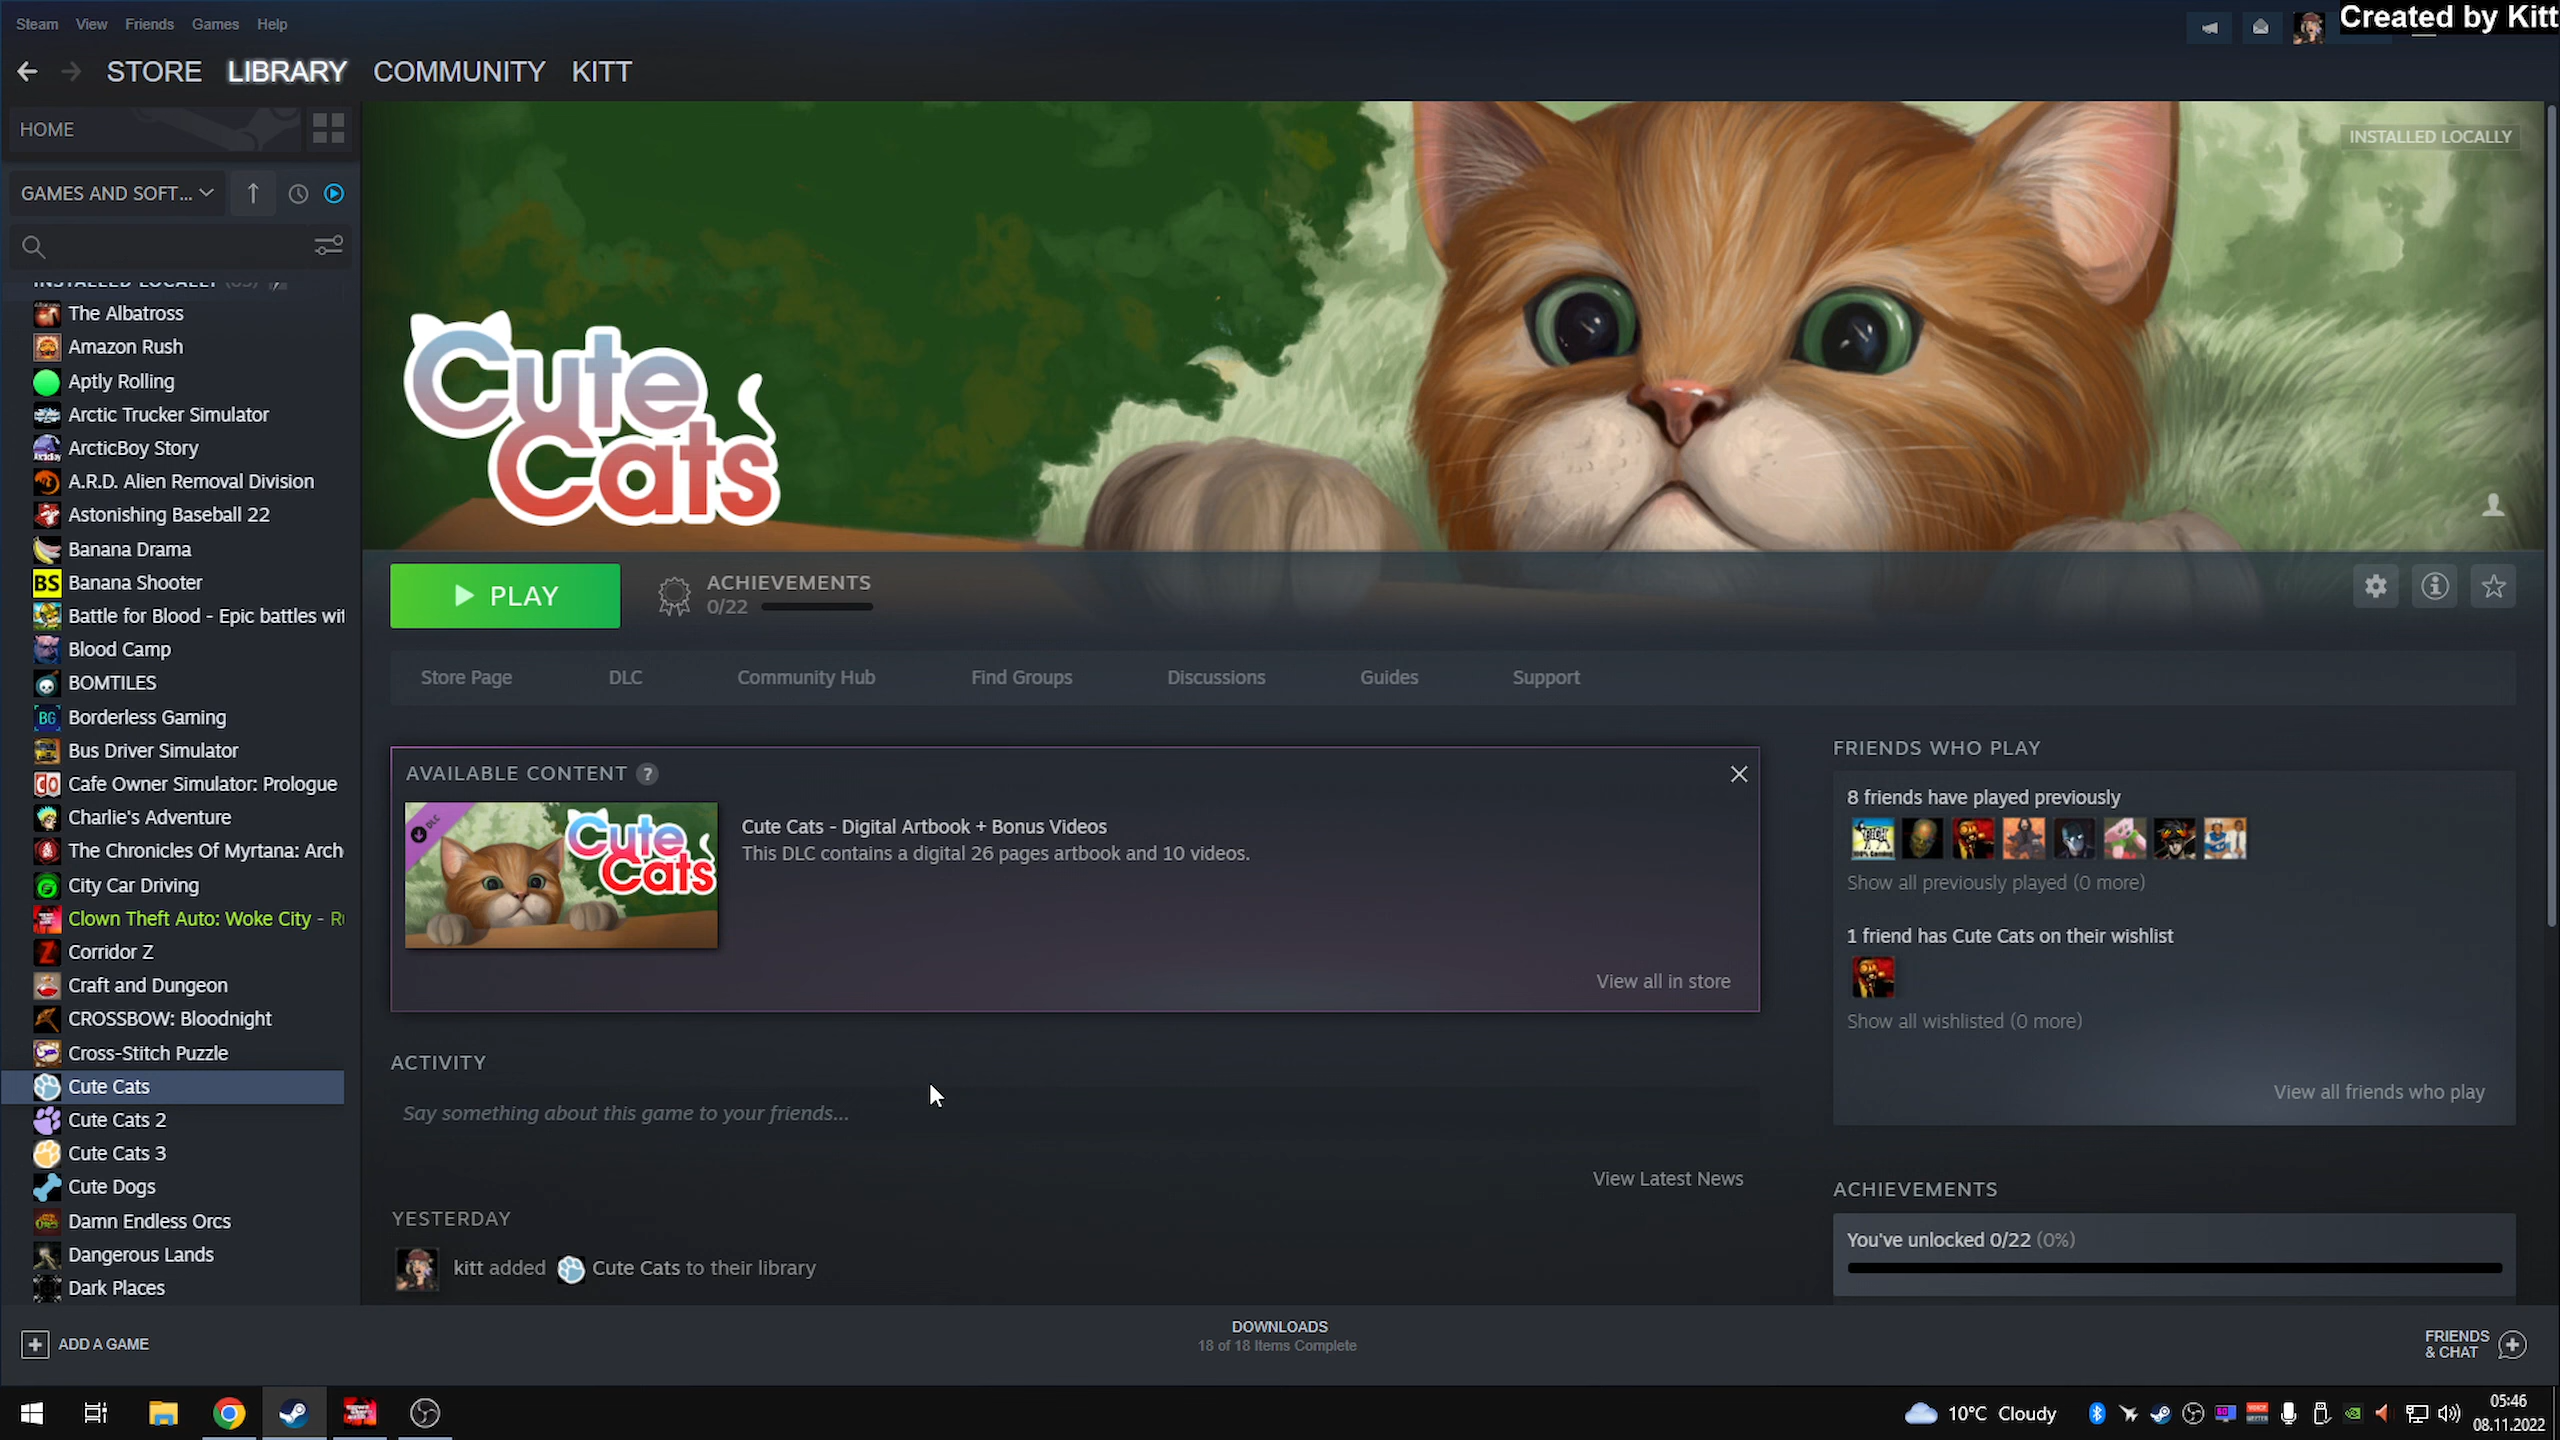 Steam View Friends Games Help
Created by Kitt
STORE LIBRARY COMMUNITY KITT
HOME
INSTALLED LOCALLY
GAMES AND SOFT...
INSTALLED LOCALLY
The Albatross
Amazon Rush
Aptly Rolling
Arctic Trucker Simulator
ArcticBoy Story
A.R.D. Alien Removal Division
Astonishing Baseball 22
Banana Drama
BS Banana Shooter
Battle for Blood - Epic battles wit
Blood Camp
BOMTILES
BG Borderless Gaming
Bus Driver Simulator
Cafe Owner Simulator: Prologue
Charlie's Adventure
The Chronicles Of Myrtana: Arch
City Car Driving
Clown Theft Auto: Woke City - Ru
Corridor Z
Craft and Dungeon
CROSSBOW: Bloodnight
Cross-Stitch Puzzle
Cute Cats
Cute Cats 2
Cute Cats 3
Cute Dogs
Damn Endless Orcs
Dangerous Lands
Dark Places
Cute
Cats
PLAY
ACHIEVEMENTS
0/22
Store Page DLC Community Hub Find Groups Discussions Guides Support
AVAILABLE CONTENT ?
DLC
Cute
Cats
Cute Cats - Digital Artbook + Bonus Videos
This DLC contains a digital 26 pages artbook and 10 videos.
View all in store
ACTIVITY
Say something about this game to your friends...
View Latest News
YESTERDAY
kitt added Cute Cats to their library
FRIENDS WHO PLAY
8 friends have played previously
Show all previously played (0 more)
1 friend has Cute Cats on their wishlist
Show all wishlisted (0 more)
View all friends who play
ACHIEVEMENTS
You've unlocked 0/22 (0%)
ADD A GAME
DOWNLOADS
18 of 18 Items Complete
FRIENDS
& CHAT
10°C Cloudy
05:46
08.11.2022